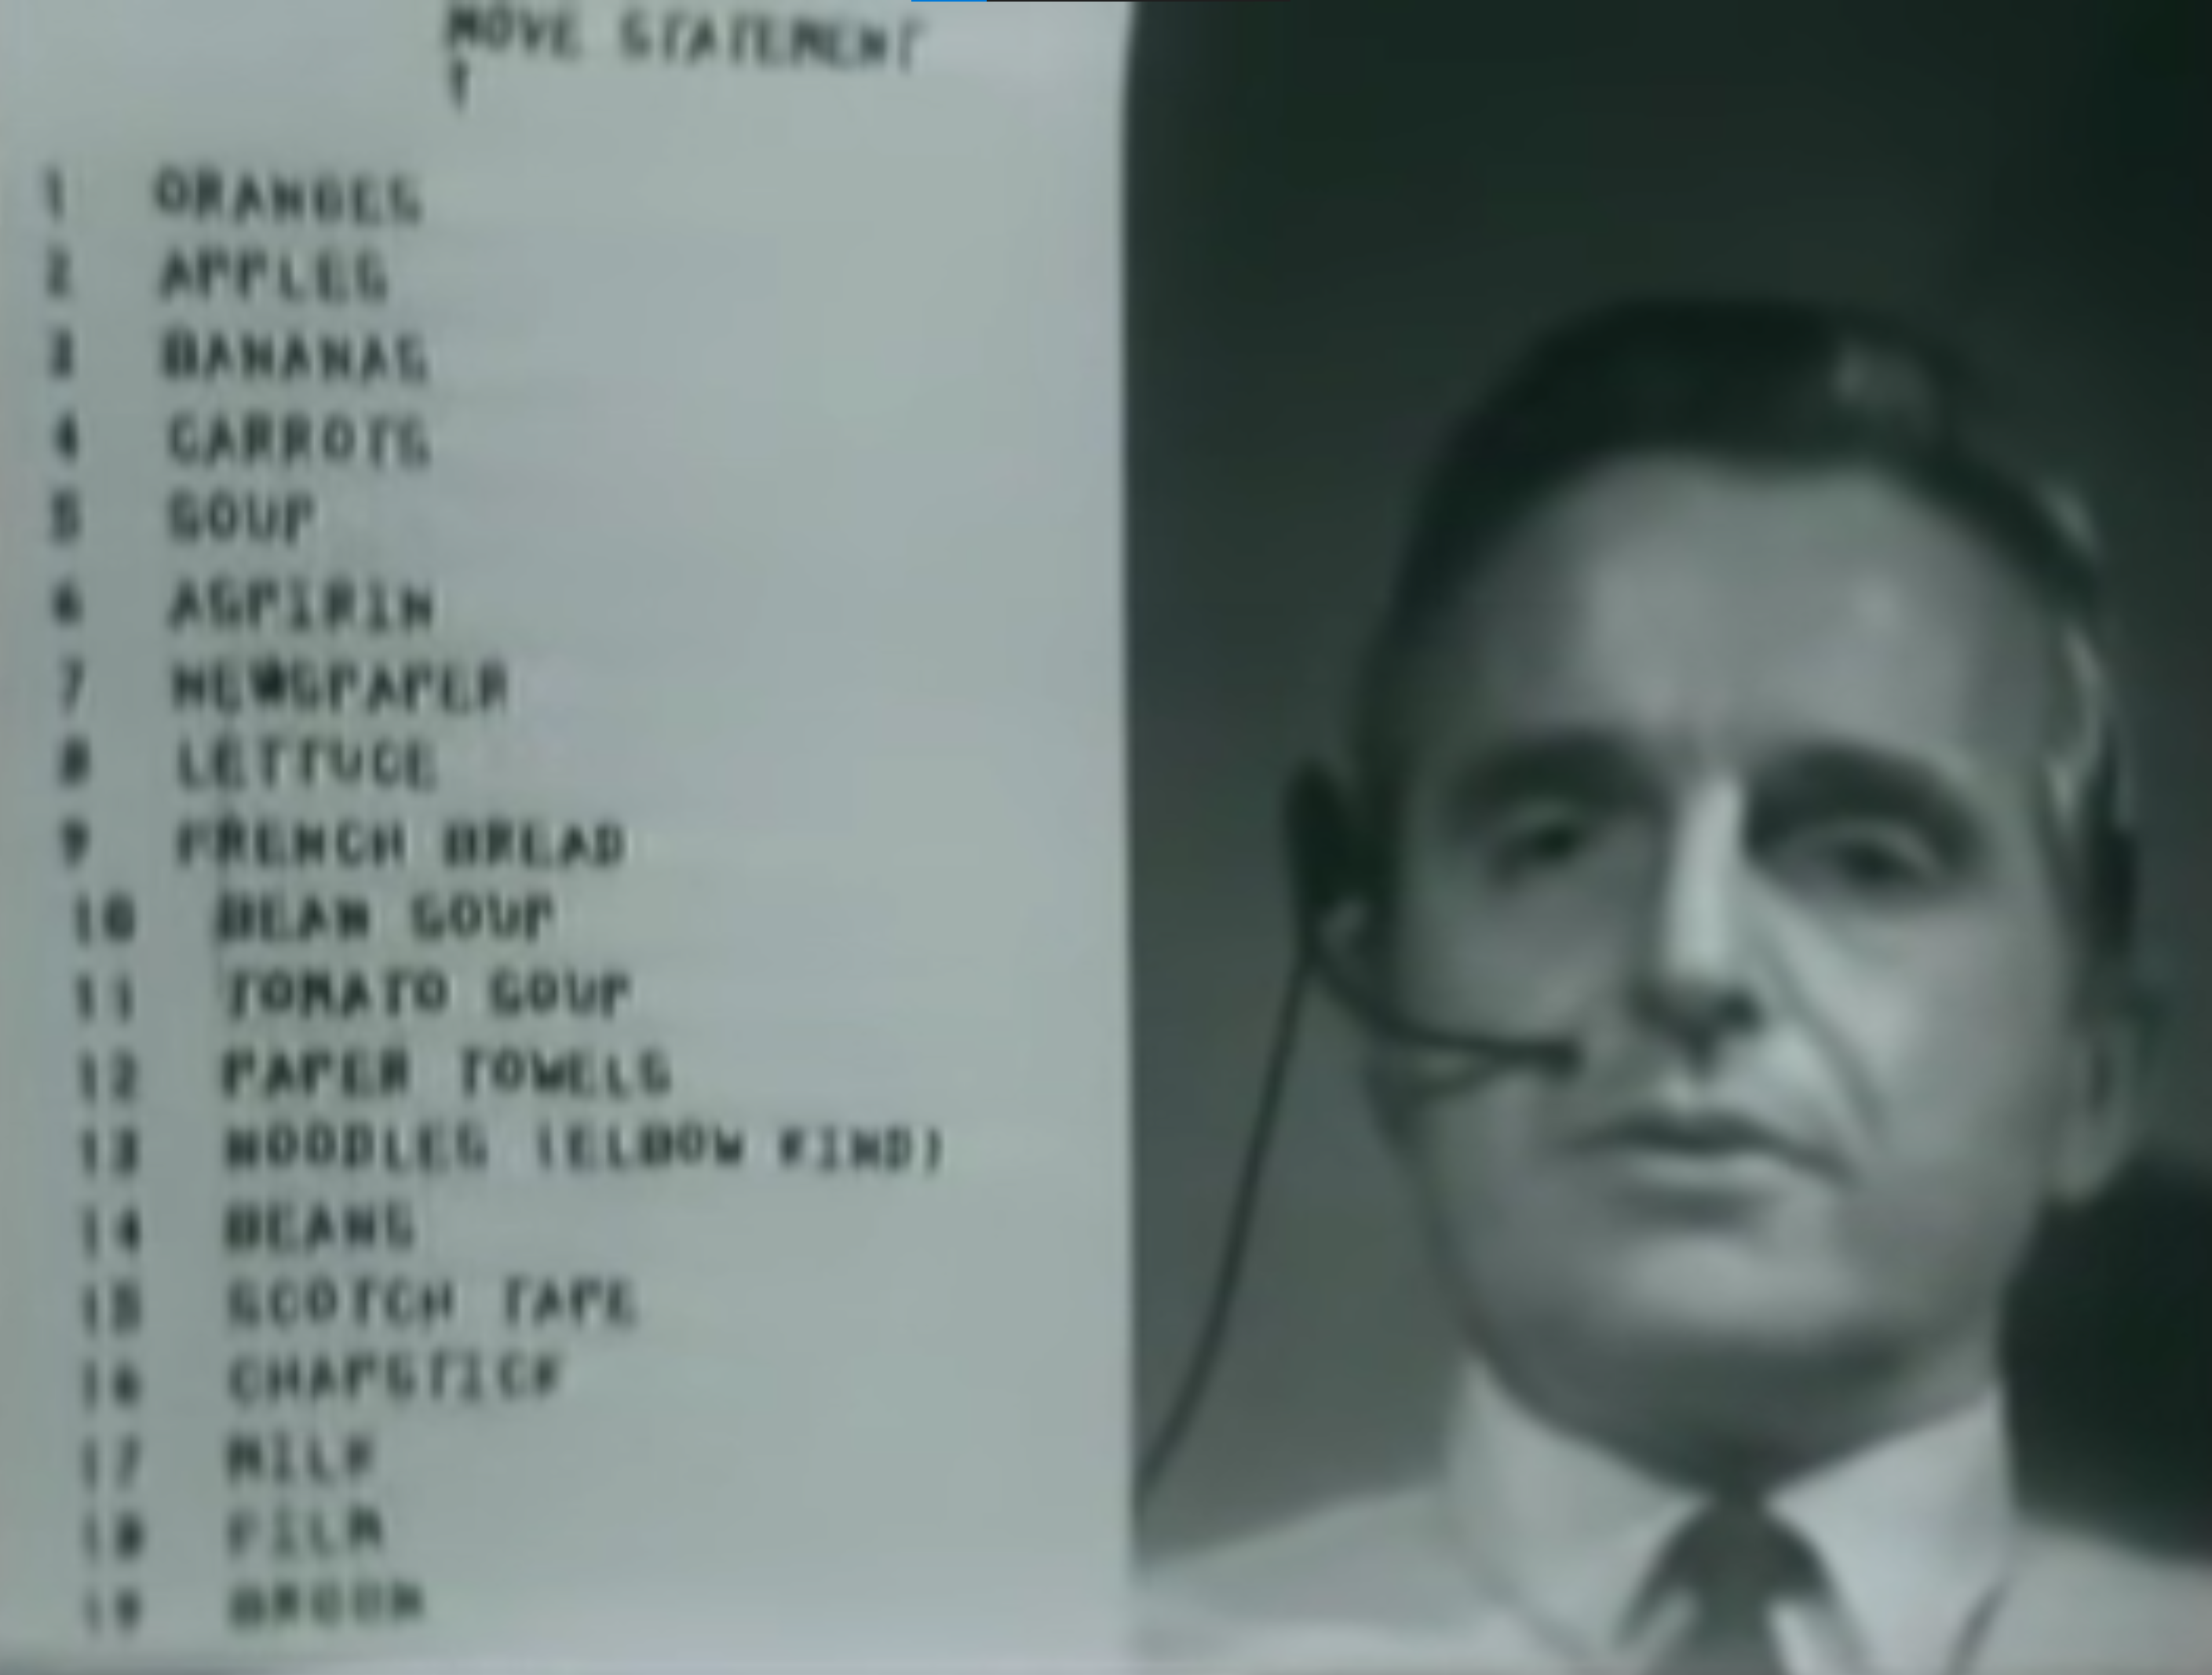 MOVE STATEMENT
↑
1 ORANGES
2 APPLES
3 BANANAS
4 CARROTS
5 SOUP
6 ASPIRIN
7 NEWSPAPER
8 LETTUCE
9 FRENCH BREAD
10 BEAN SOUP
11 TOMATO SOUP
12 PAPER TOWELS
13 NOODLES (ELBOW KIND)
14 BEANS
15 SCOTCH TAPE
16 CHAPSTICK
17 MILK
18 FILM
19 BROOM